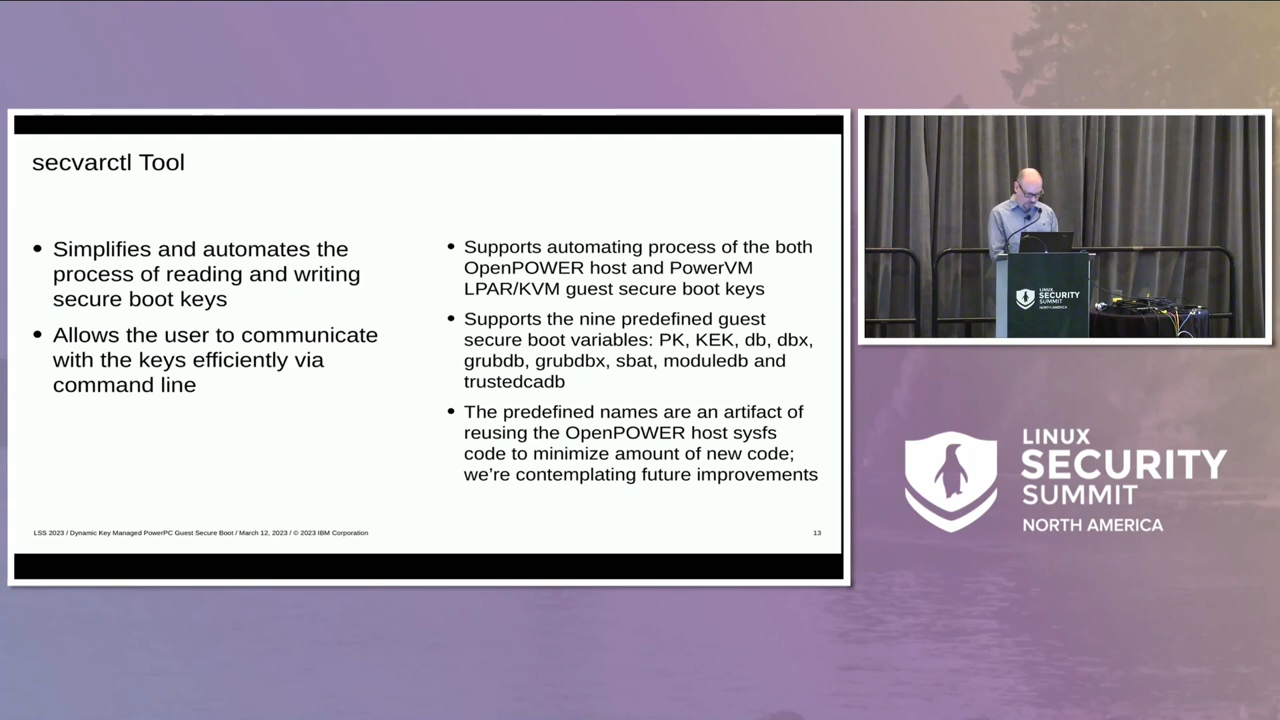 secvarctl Tool
• Simplifies and automates the
process of reading and writing
secure boot keys
• Allows the user to communicate
with the keys efficiently via
command line
• Supports automating process of the both
OpenPOWER host and PowerVM
LPAR/KVM guest secure boot keys
• Supports the nine predefined guest
secure boot variables: PK, KEK, db, dbx,
grubdb, grubdbx, sbat, moduledb and
trustedcadb
• The predefined names are an artifact of
reusing the OpenPOWER host sysfs
code to minimize amount of new code;
we’re contemplating future improvements
LSS 2023 / Dynamic Key Managed PowerPC Guest Secure Boot / March 12, 2023 / © 2023 IBM Corporation
13
LINUX
SECURITY
SUMMIT
NORTH AMERICA
LINUX
SECURITY
SUMMIT
NORTH AMERICA